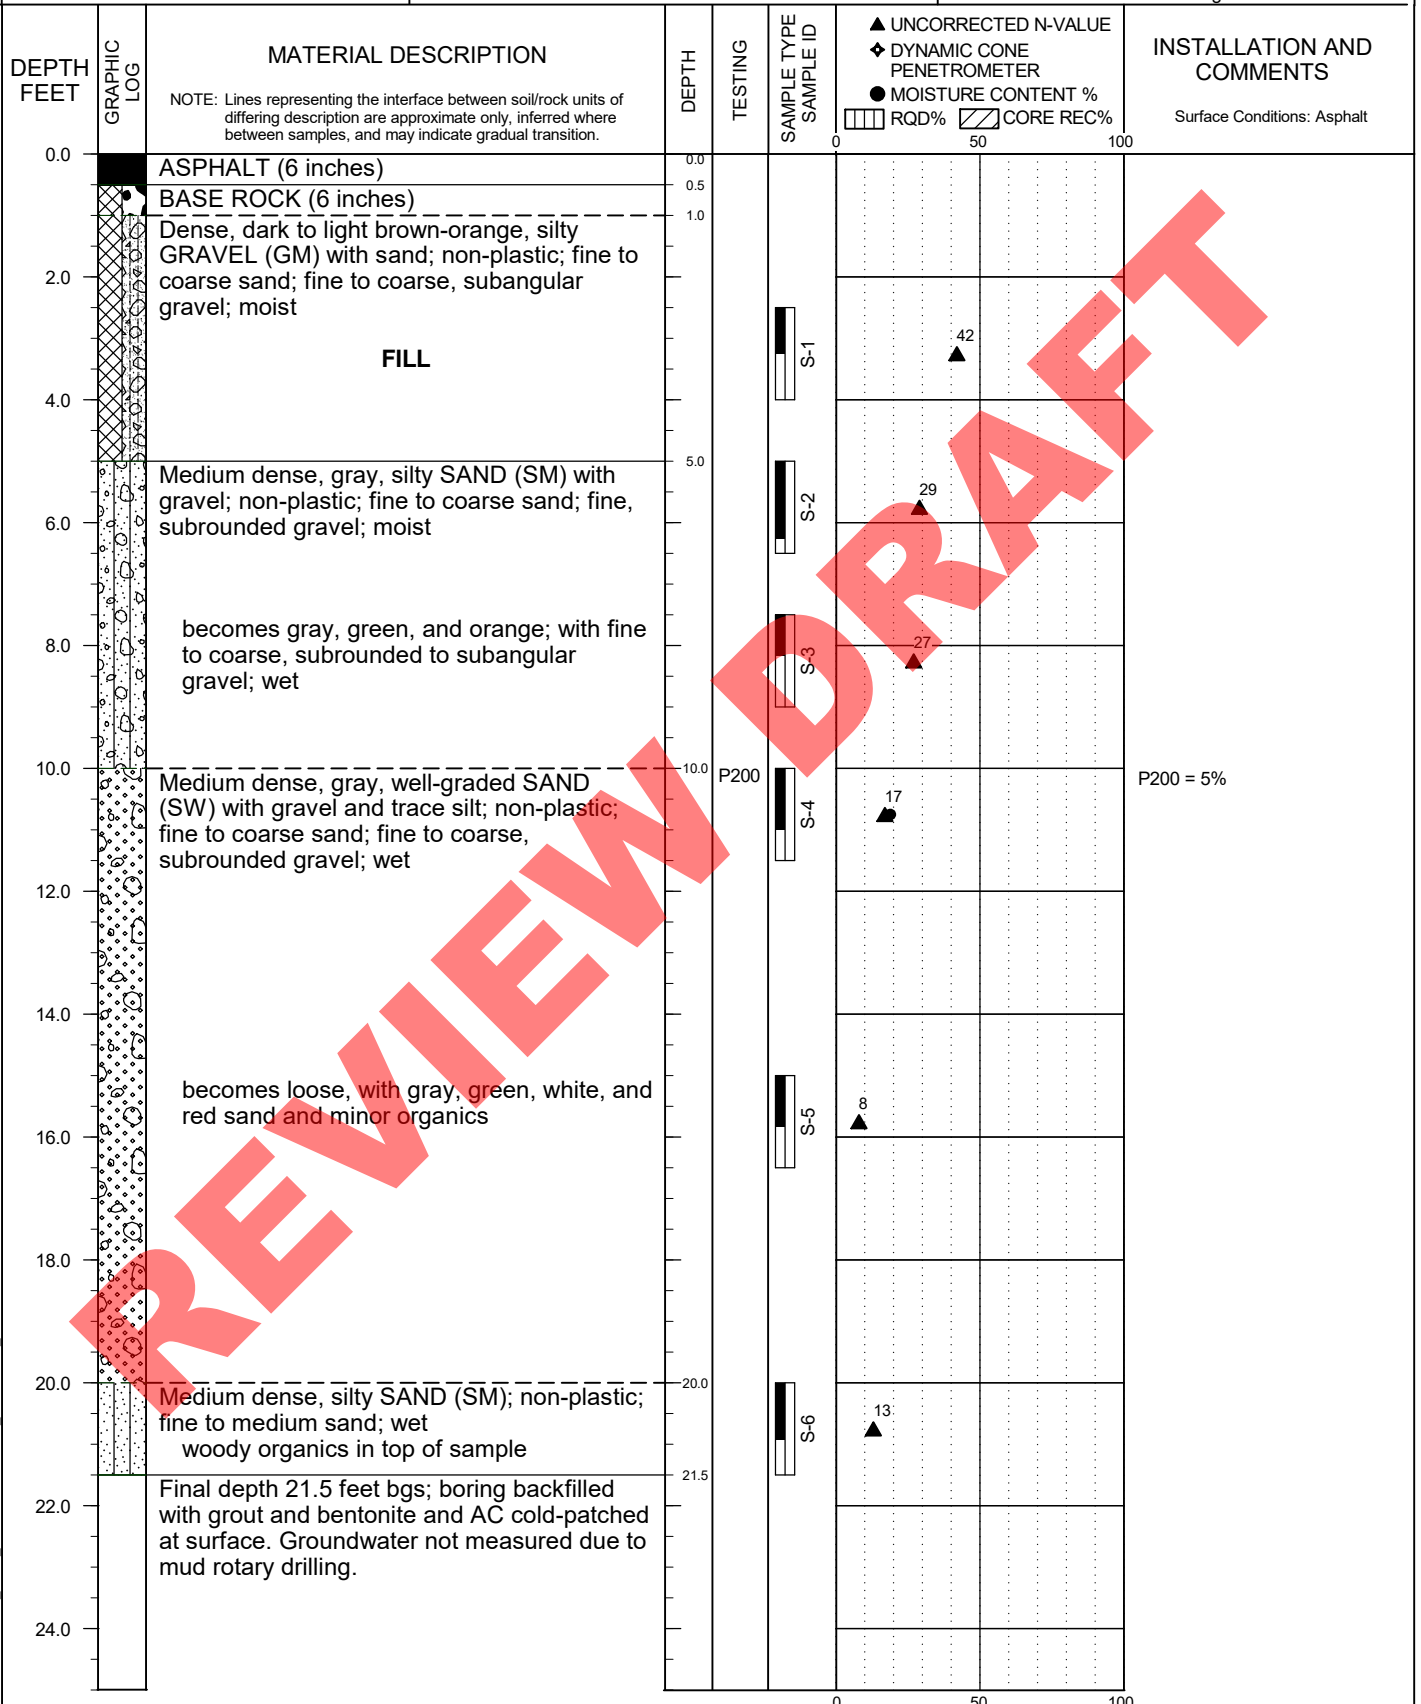 DEPTH
FEET
GRAPHIC
LOG
MATERIAL DESCRIPTION
NOTE: Lines representing the interface between soil/rock units of
differing description are approximate only, inferred where
between samples, and may indicate gradual transition.
DEPTH
TESTING
SAMPLE TYPE
SAMPLE ID
▲ UNCORRECTED N-VALUE
DYNAMIC CONE
PENETROMETER
● MOISTURE CONTENT %
RQD% CORE REC%
0 50 100
INSTALLATION AND
COMMENTS
Surface Conditions: Asphalt
0.0
ASPHALT (6 inches)
0.0
0.5
BASE ROCK (6 inches)
1.0
Dense, dark to light brown-orange, silty
GRAVEL (GM) with sand; non-plastic; fine to
coarse sand; fine to coarse, subangular
gravel; moist
2.0
FILL
S-1
42
4.0
5.0
Medium dense, gray, silty SAND (SM) with
gravel; non-plastic; fine to coarse sand; fine,
subrounded gravel; moist
S-2
29
6.0
becomes gray, green, and orange; with fine
to coarse, subrounded to subangular
gravel; wet
8.0
S-3
27
10.0
10.0
P200
Medium dense, gray, well-graded SAND
(SW) with gravel and trace silt; non-plastic;
fine to coarse sand; fine to coarse,
subrounded gravel; wet
S-4
17
P200 = 5%
12.0
14.0
becomes loose, with gray, green, white, and
red sand and minor organics
S-5
8
16.0
18.0
20.0
20.0
Medium dense, silty SAND (SM); non-plastic;
fine to medium sand; wet
woody organics in top of sample
S-6
13
21.5
Final depth 21.5 feet bgs; boring backfilled
with grout and bentonite and AC cold-patched
at surface. Groundwater not measured due to
mud rotary drilling.
22.0
24.0
0 50 100
REVIEW DRAFT